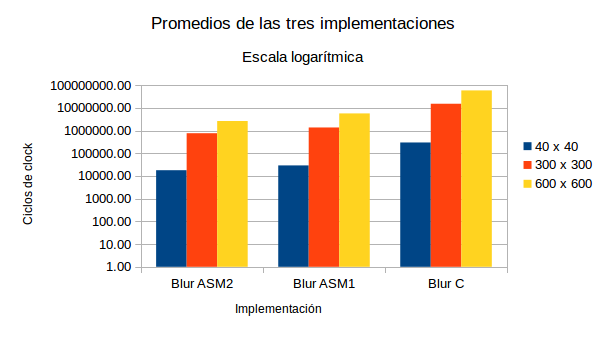 Promedios de las tres implementaciones
Escala logarítmica
Ciclos de clock
100000000.00
10000000.00
1000000.00
100000.00
10000.00
1000.00
100.00
10.00
1.00
Blur ASM2
Blur ASM1
Blur C
Implementación
40 x 40
300 x 300
600 x 600